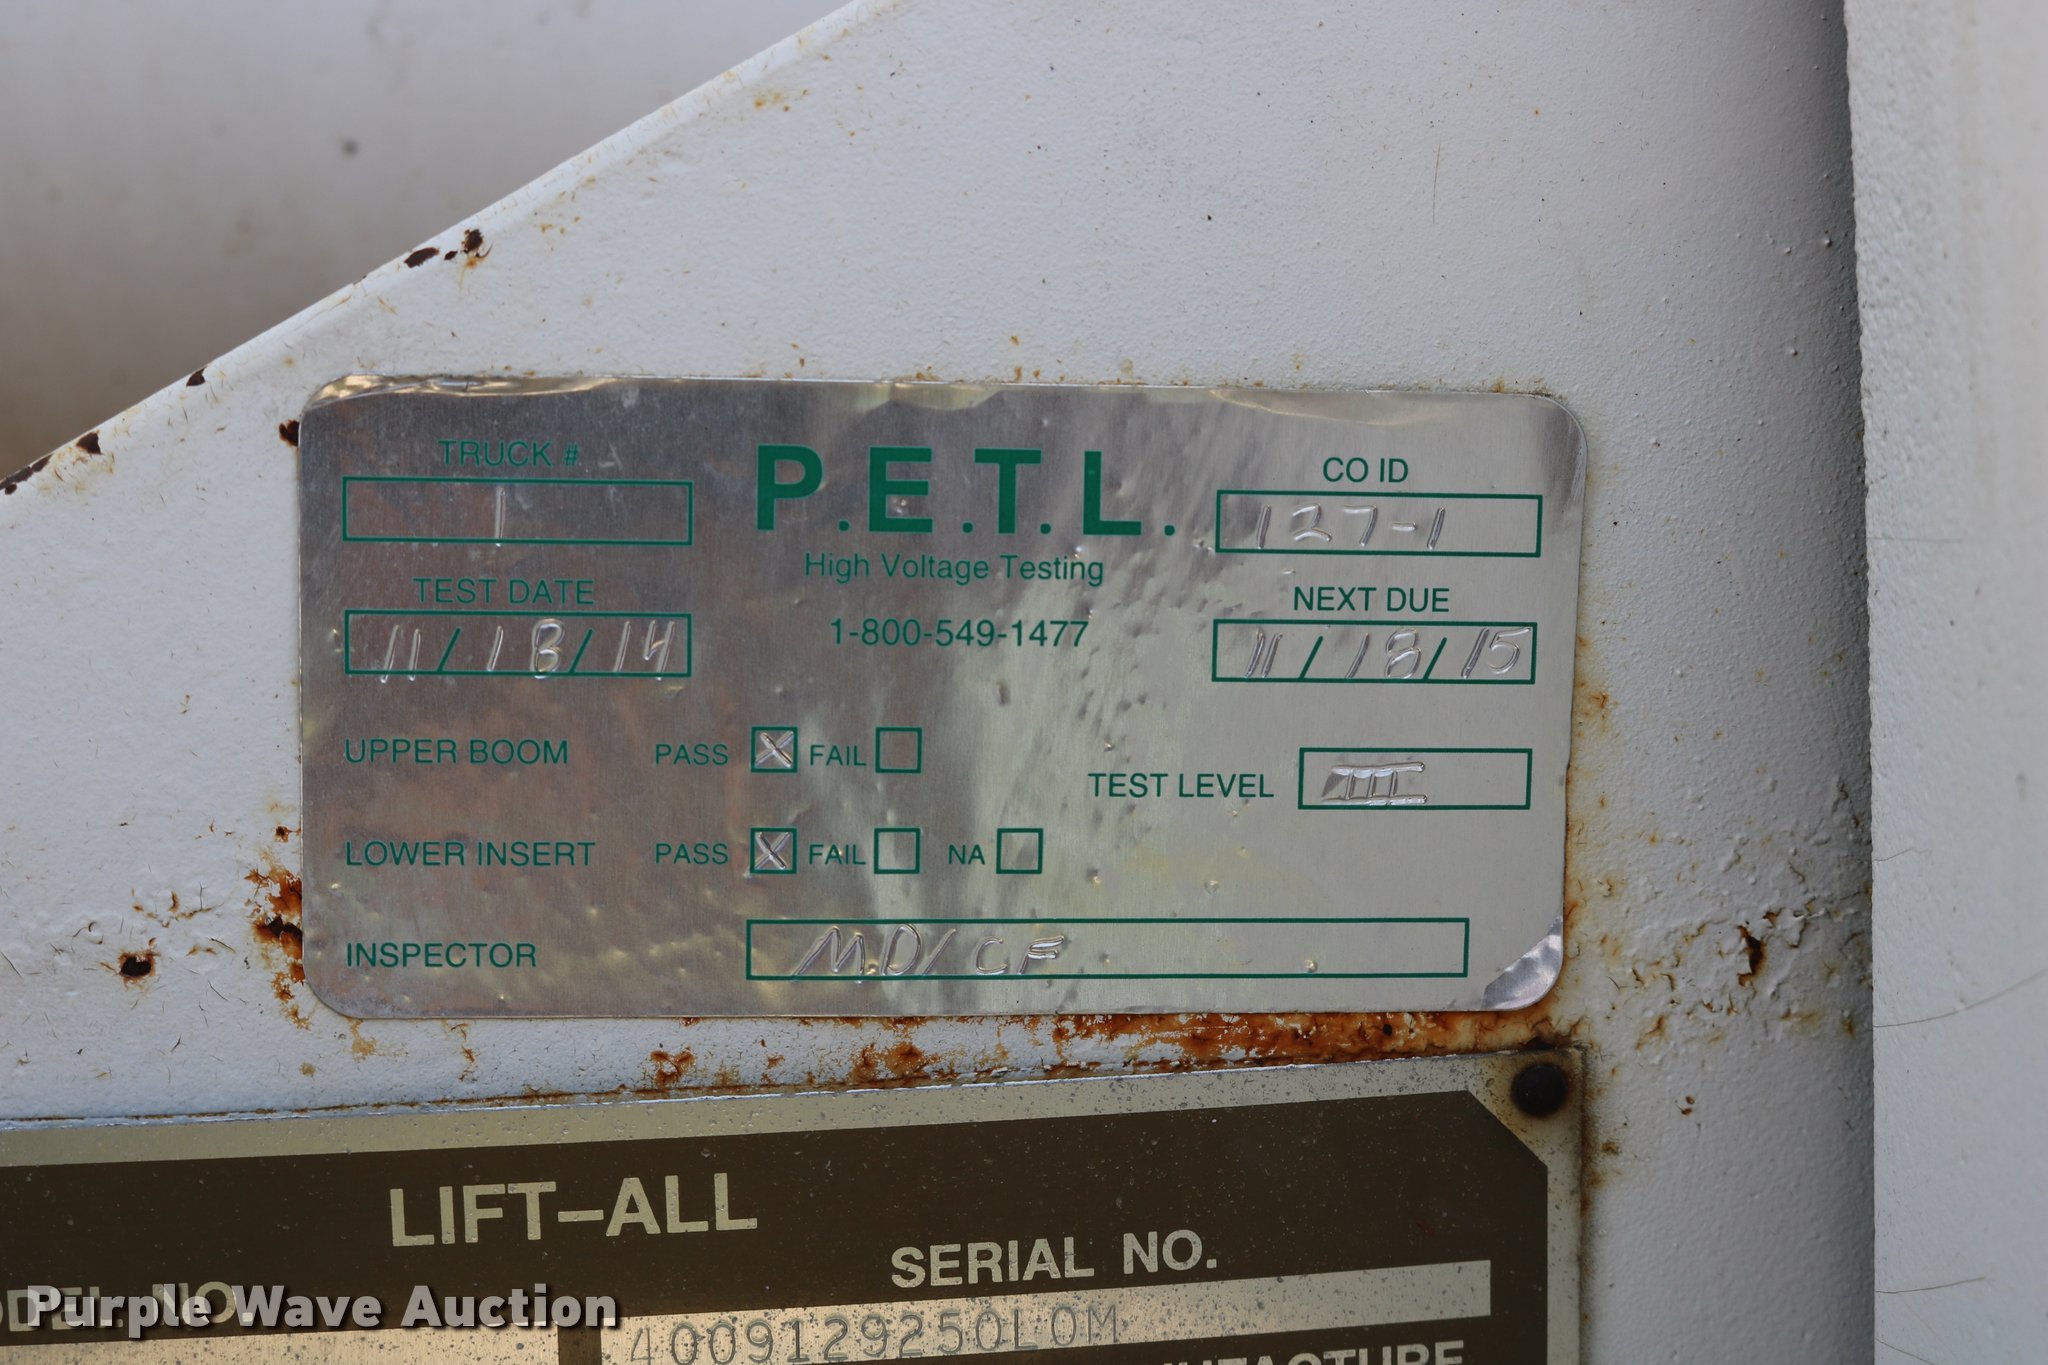 TRUCK #
1
P.E.T.L.
CO ID
127-1
High Voltage Testing
TEST DATE
11/18/14
1-800-549-1477
NEXT DUE
11/18/15
UPPER BOOM PASS X FAIL
TEST LEVEL III
LOWER INSERT PASS X FAIL NA
INSPECTOR MD/CF
LIFT-ALL
SERIAL NO.
NO.
Purple Wave Auction
400912925OLOM